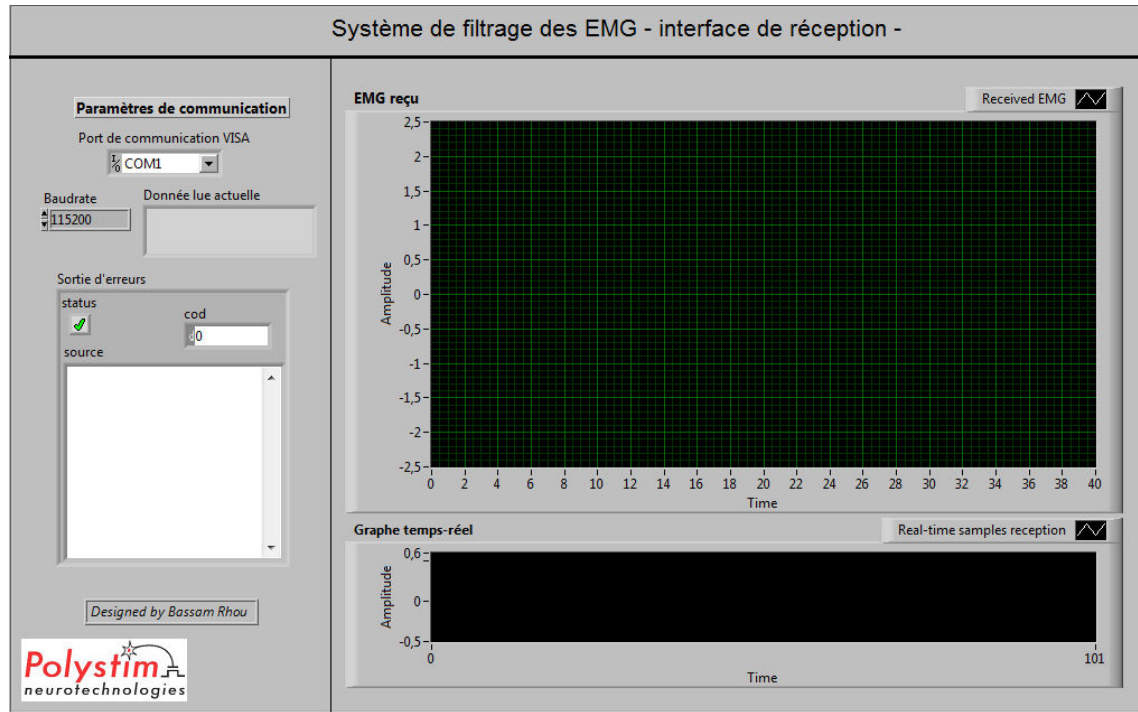 Système de filtrage des EMG - interface de réception -
Paramètres de communication
Port de communication VISA
COM1
Baudrate
Donnée lue actuelle
115200
Sortie d'erreurs
status
cod
0
source
Designed by Bassam Rhou
Polystim
neurotechnologies
EMG reçu
Received EMG
2,5
2
1,5
1
0,5
0
-0,5
-1
-1,5
-2
-2,5
Amplitude
0 2 4 6 8 10 12 14 16 18 20 22 24 26 28 30 32 34 36 38 40
Time
Graphe temps-réel
Real-time samples reception
0,6
0
-0,5
Amplitude
0 101
Time